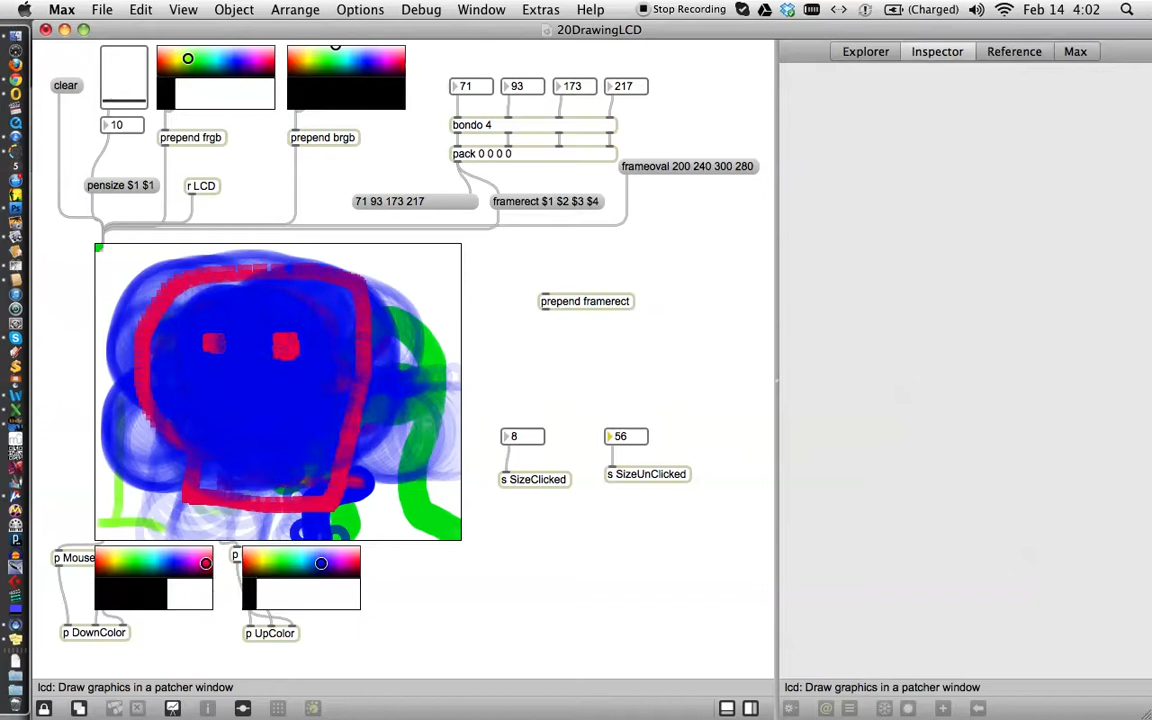 Max File Edit View Object Arrange Options Debug Window Extras Help Stop Recording (Charged) Feb 14 4:02
20DrawingLCD
Explorer Inspector Reference Max
clear
10
prepend frgb
prepend brgb
71 93 173 217
bondo 4
pack 0 0 0 0
frameoval 200 240 300 280
pensize $1 $1
r LCD
71 93 173 217
framerect $1 $2 $3 $4
prepend framerect
8
56
s SizeClicked
s SizeUnClicked
p Mouse
p
p DownColor
p UpColor
lcd: Draw graphics in a patcher window
lcd: Draw graphics in a patcher window